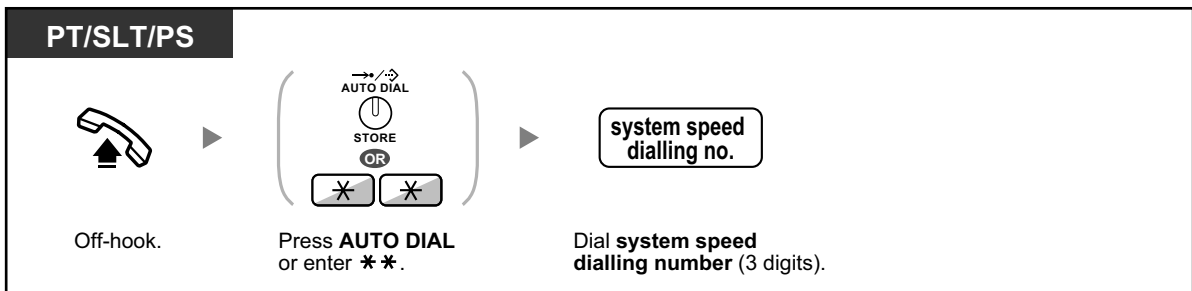 PT/SLT/PS
AUTO DIAL
STORE
OR
✱ ✱
system speed
dialling no.
Off-hook.
Press AUTO DIAL
or enter ✱✱.
Dial system speed
dialling number (3 digits).